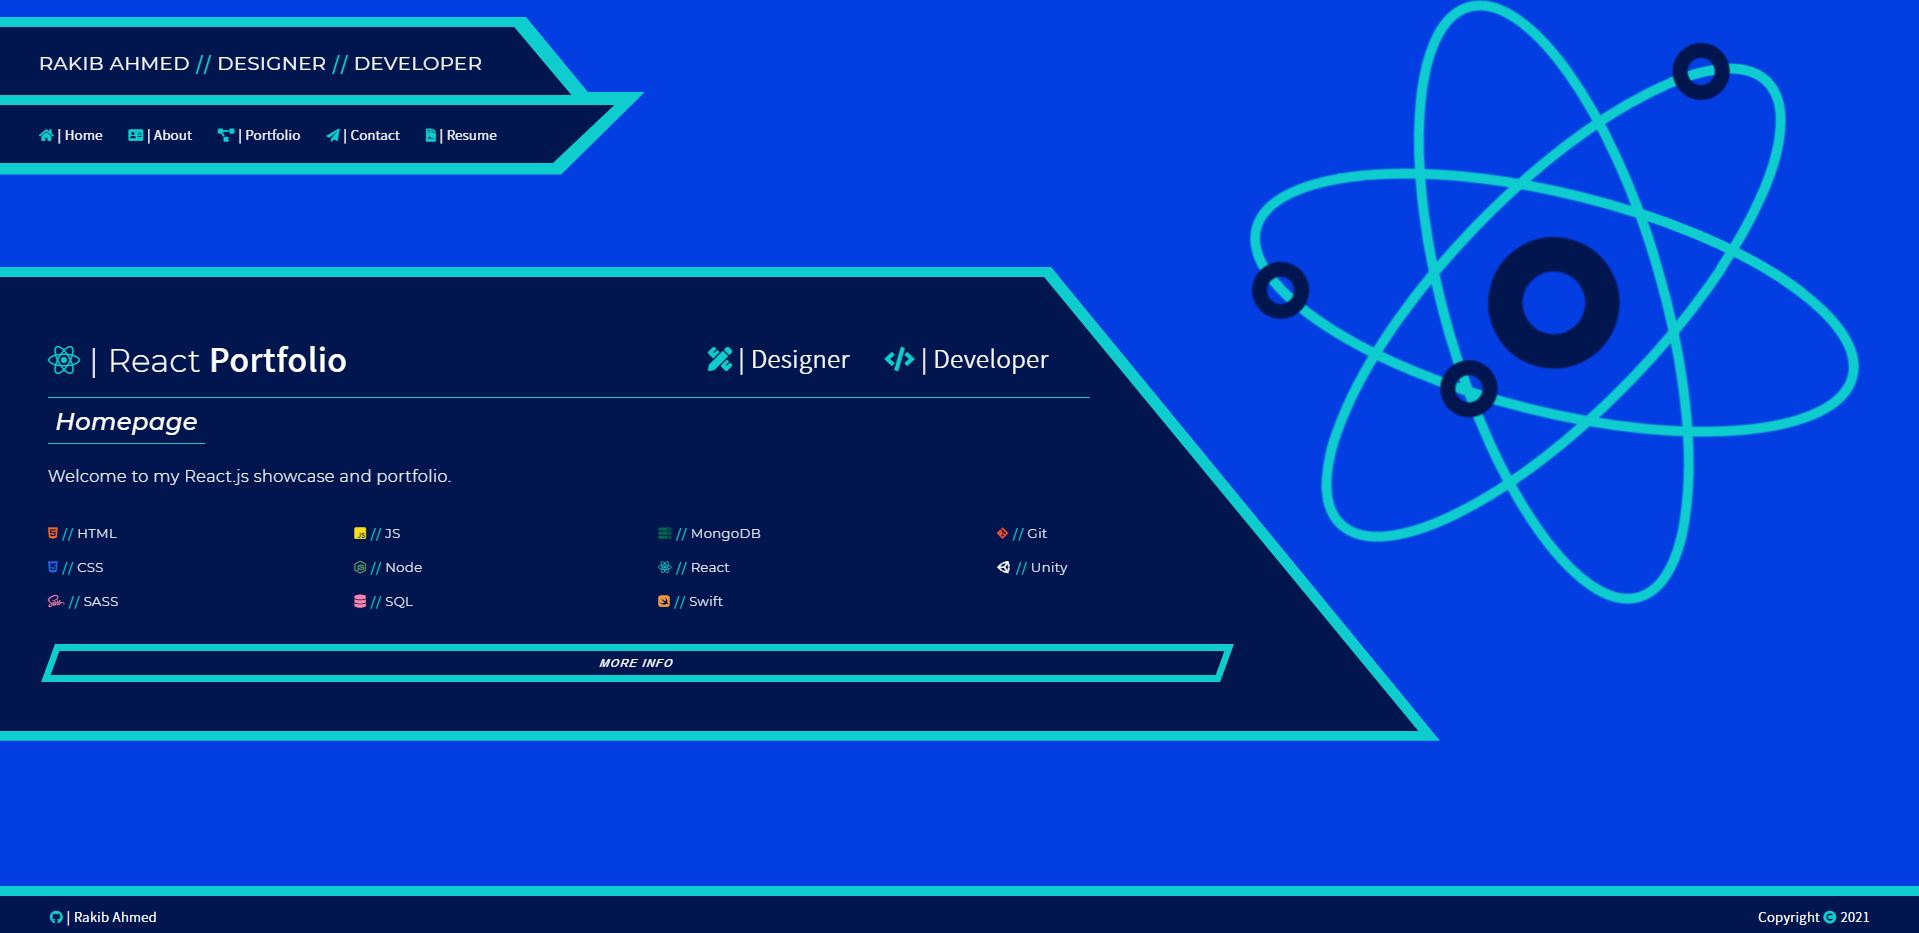 RAKIB AHMED // DESIGNER // DEVELOPER
| Home | About | Portfolio | Contact | Resume
| React Portfolio | Designer | Developer
Homepage
Welcome to my React.js showcase and portfolio.
// HTML // JS // MongoDB // Git
// CSS // Node // React // Unity
// SASS // SQL // Swift
MORE INFO
| Rakib Ahmed Copyright © 2021